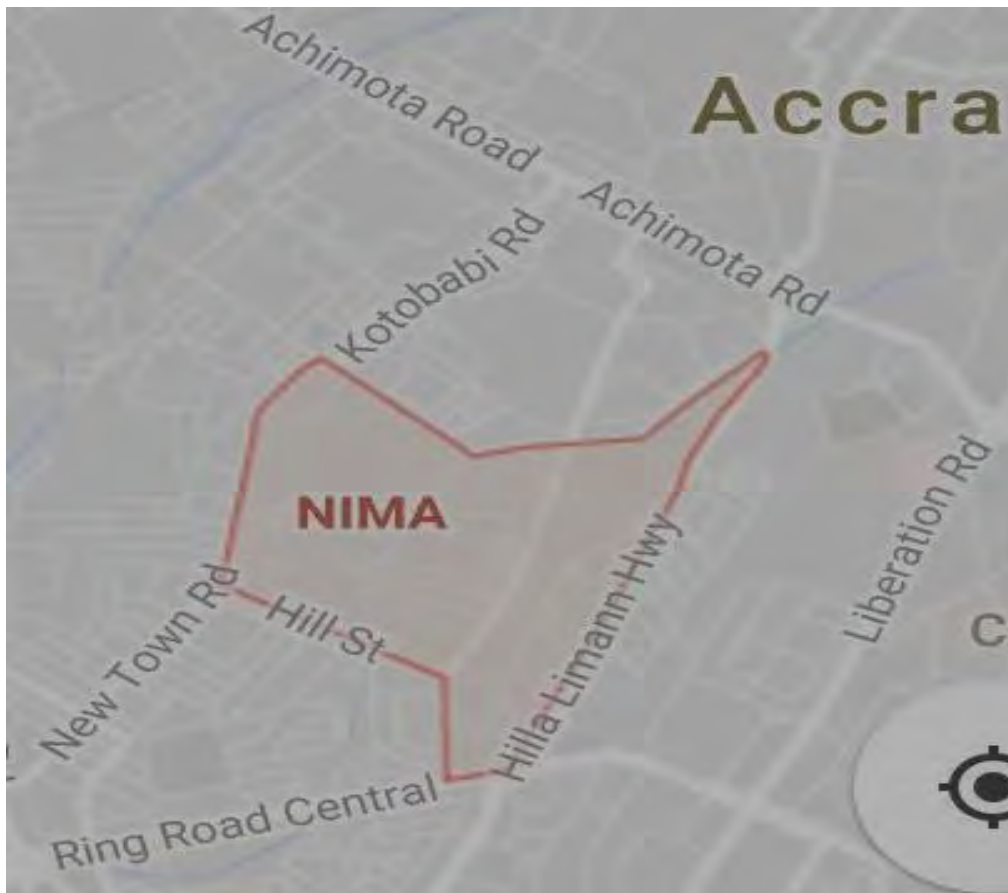 Achimota Road
Accra
Achimota Rd
Kotobabi Rd
NIMA
Liberation Rd
Hilla Limann Hwy
New Town Rd
Hill St
C
Ring Road Central